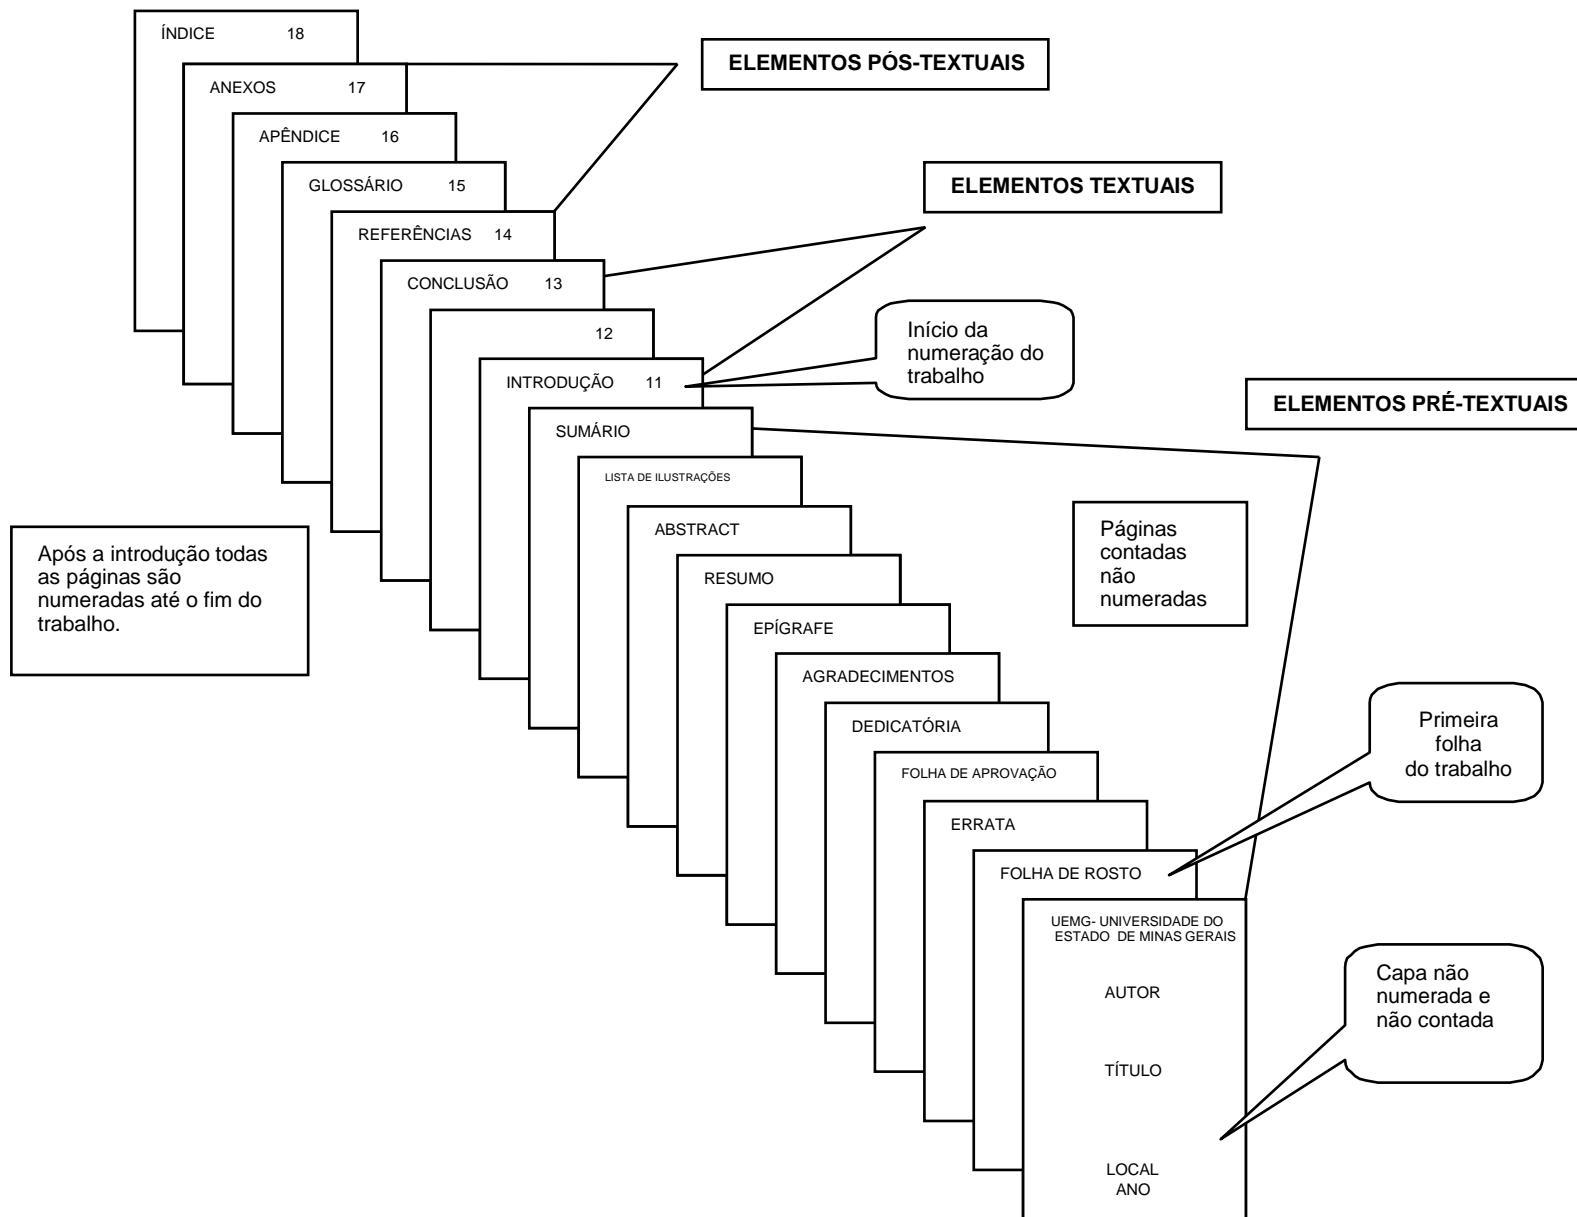 ÍNDICE 18
ELEMENTOS PÓS-TEXTUAIS
ANEXOS 17
APÊNDICE 16
GLOSSÁRIO 15
ELEMENTOS TEXTUAIS
REFERÊNCIAS 14
CONCLUSÃO 13
12
Início da
numeração do
trabalho
INTRODUÇÃO 11
ELEMENTOS PRÉ-TEXTUAIS
SUMÁRIO
LISTA DE ILUSTRAÇÕES
ABSTRACT
Páginas
contadas
não
numeradas
Após a introdução todas
as páginas são
numeradas até o fim do
trabalho.
RESUMO
EPÍGRAFE
AGRADECIMENTOS
DEDICATÓRIA
Primeira
folha
do trabalho
FOLHA DE APROVAÇÃO
ERRATA
FOLHA DE ROSTO
UEMG- UNIVERSIDADE DO
ESTADO DE MINAS GERAIS
Capa não
numerada e
não contada
AUTOR
TÍTULO
LOCAL
ANO